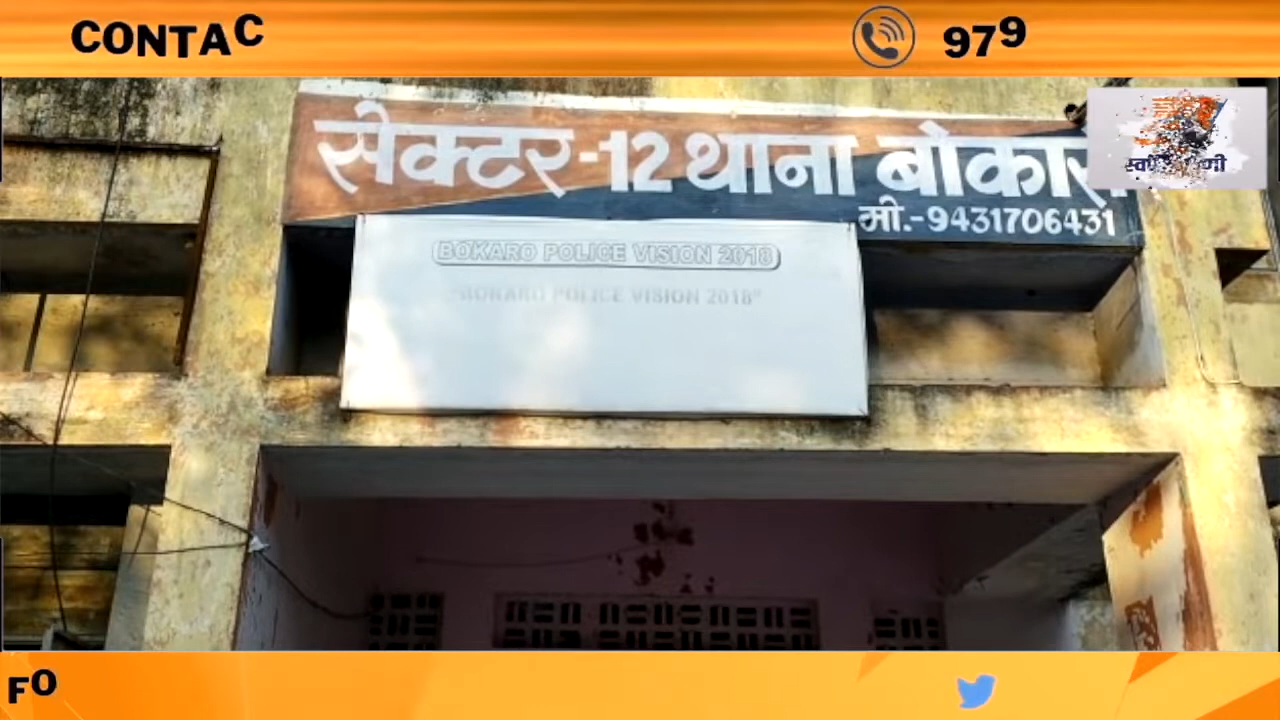 CONTAC
979
सेक्टर-12 थाना बोकारो
मो.-9431706431
BOKARO POLICE VISION 2018
"BOKARO POLICE VISION 2018"
FO